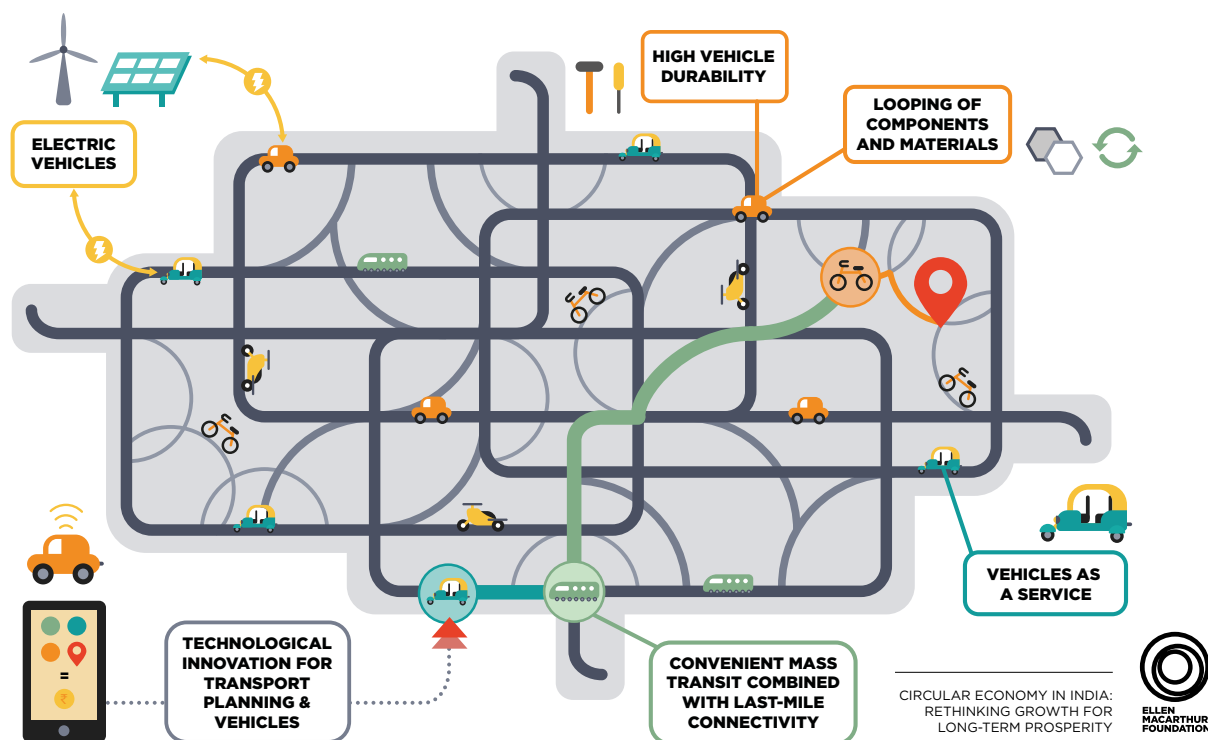 HIGH VEHICLE
DURABILITY
LOOPING OF
COMPONENTS
AND MATERIALS
ELECTRIC
VEHICLES
VEHICLES AS
A SERVICE
=
₹
TECHNOLOGICAL
INNOVATION FOR
TRANSPORT
PLANNING &
VEHICLES
CONVENIENT MASS
TRANSIT COMBINED
WITH LAST-MILE
CONNECTIVITY
CIRCULAR ECONOMY IN INDIA:
RETHINKING GROWTH FOR
LONG-TERM PROSPERITY
ELLEN
MACARTHUR
FOUNDATION